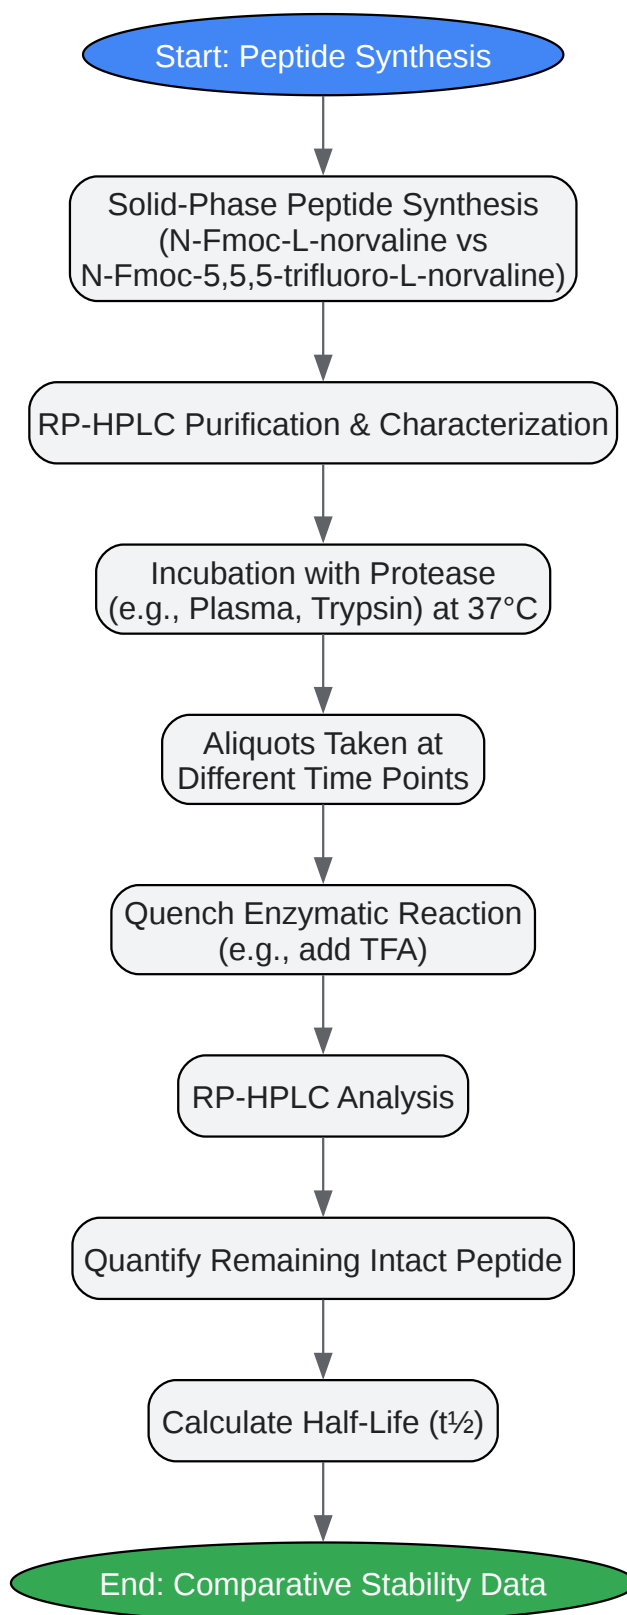 Start: Peptide Synthesis
Solid-Phase Peptide Synthesis
(N-Fmoc-L-norvaline vs
N-Fmoc-5,5,5-trifluoro-L-norvaline)
RP-HPLC Purification & Characterization
Incubation with Protease
(e.g., Plasma, Trypsin) at 37°C
Aliquots Taken at
Different Time Points
Quench Enzymatic Reaction
(e.g., add TFA)
RP-HPLC Analysis
Quantify Remaining Intact Peptide
Calculate Half-Life (t½)
End: Comparative Stability Data